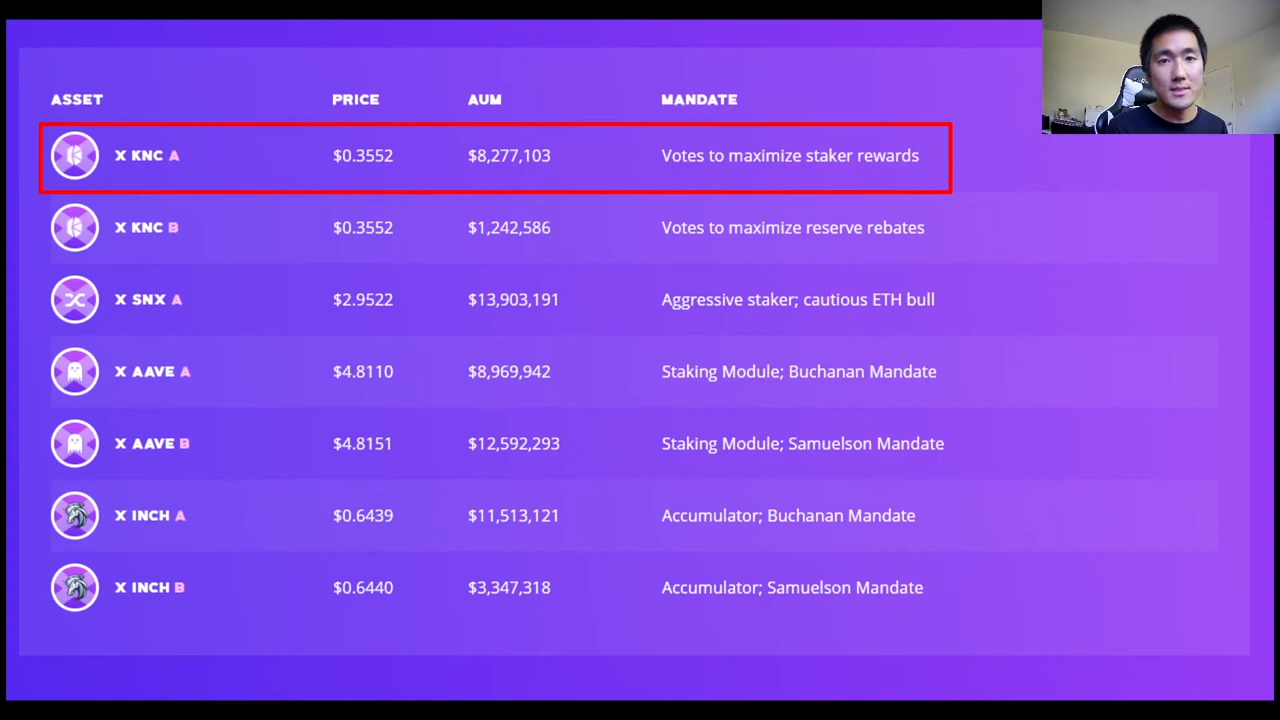 ASSET PRICE AUM MANDATE
X KNC A $0.3552 $8,277,103 Votes to maximize staker rewards
X KNC B $0.3552 $1,242,586 Votes to maximize reserve rebates
X SNX A $2.9522 $13,903,191 Aggressive staker; cautious ETH bull
X AAVE A $4.8110 $8,969,942 Staking Module; Buchanan Mandate
X AAVE B $4.8151 $12,592,293 Staking Module; Samuelson Mandate
X INCH A $0.6439 $11,513,121 Accumulator; Buchanan Mandate
X INCH B $0.6440 $3,347,318 Accumulator; Samuelson Mandate